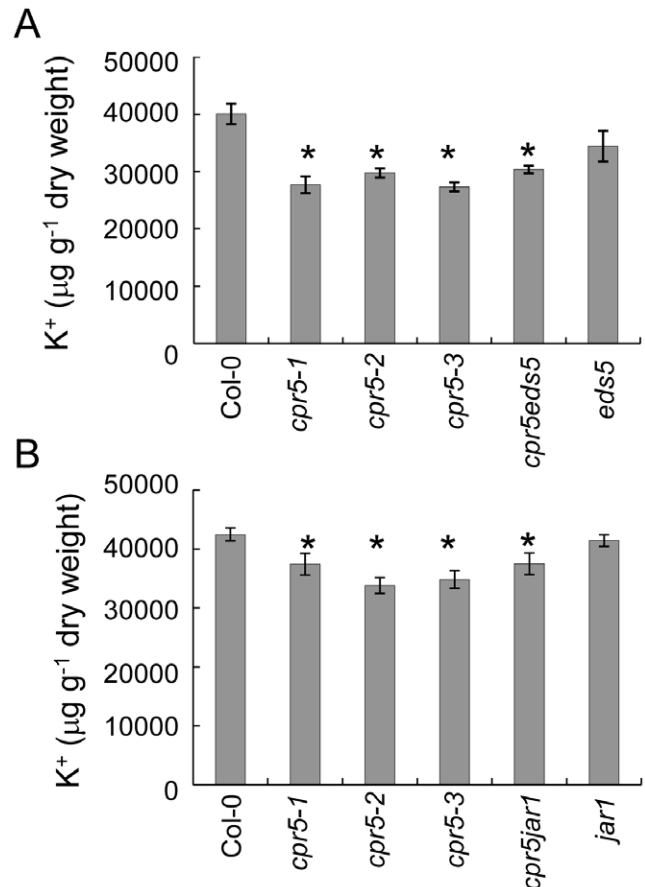 A
50000
40000
30000
20000
10000
0
K⁺ (µg g⁻¹ dry weight)
* * * *
Col-0
cpr5-1
cpr5-2
cpr5-3
cpr5eds5
eds5
B
50000
40000
30000
20000
10000
0
K⁺ (µg g⁻¹ dry weight)
* * * *
Col-0
cpr5-1
cpr5-2
cpr5-3
cpr5jar1
jar1